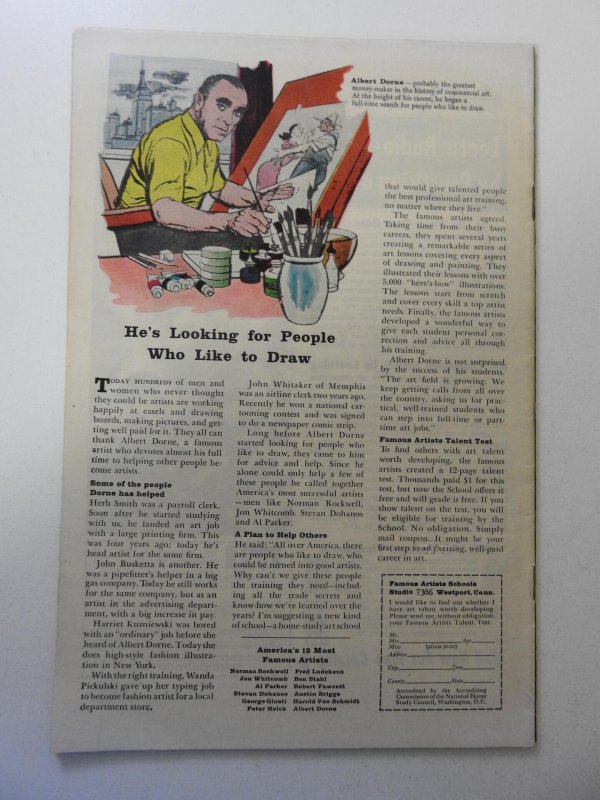 Albert Dorne — probably the greatest
money-maker in the history of commercial art.
At the height of his career, he began a
full-time search for people who like to draw.
He's Looking for People
Who Like to Draw
TODAY HUNDREDS of men and
women who never thought
they could be artists are working
happily at easels and drawing
boards, making pictures, and get-
ting well paid for it. They all can
thank Albert Dorne, a famous
artist who devotes almost his full
time to helping other people be-
come artists.
Some of the people
Dorne has helped
Herb Smith was a payroll clerk.
Soon after he started studying
with us, he landed an art job
with a large printing firm. This
was four years ago; today he's
head artist for the same firm.
John Busketta is another. He
was a pipefitter's helper in a big
gas company. Today he still works
for the same company, but as an
artist in the advertising depart-
ment, with a big increase in pay.
Harriet Kuzniewski was bored
with an "ordinary" job before she
heard of Albert Dorne. Today she
does high-style fashion illustra-
tion in New York.
With the right training, Wanda
Pickulski gave up her typing job
to become fashion artist for a local
department store.
John Whitaker of Memphis
was an airline clerk two years ago.
Recently he won a national car-
tooning contest and was signed
to do a newspaper comic strip.
Long before Albert Dorne
started looking for people who
like to draw, they came to him
for advice and help. Since he
alone could only help a few of
these people he called together
America's most successful artists
—men like Norman Rockwell,
Jon Whitcomb, Stevan Dohanos
and Al Parker.
A Plan to Help Others
He said: "All over America, there
are people who like to draw, who
could be turned into good artists.
Why can't we give these people
the training they need—includ-
ing all the trade secrets and
know-how we've learned over the
years? I'm suggesting a new kind
of school—a home-study art school
America's 12 Most
Famous Artists
Norman Rockwell Fred Ludekens
Jon Whitcomb Ben Stahl
Al Parker Robert Fawcett
Stevan Dohanos Austin Briggs
George Giusti Harold Von Schmidt
Peter Helck Albert Dorne
that would give talented people
the best professional art training,
no matter where they live."
The famous artists agreed.
Taking time from their busy
careers, they spent several years
creating a remarkable series of
art lessons covering every aspect
of drawing and painting. They
illustrated their lessons with over
5,000 "here's-how" illustrations.
The lessons start from scratch
and cover every skill a top artist
needs. Finally, the famous artists
developed a wonderful way to
give each student personal cor-
rection and advice all through
his training.
Albert Dorne is not surprised
by the success of his students.
"The art field is growing. We
keep getting calls from all over
the country, asking us for prac-
tical, well-trained students who
can step into full-time or part-
time art jobs."
Famous Artists Talent Test
To find others with art talent
worth developing, the famous
artists created a 12-page talent
test. Thousands paid $1 for this
test, but now the School offers it
free and will grade it free. If you
show talent on the test, you will
be eligible for training by the
School. No obligation. Simply
mail coupon. It might be your
first step to an exciting, well-paid
career in art.
Famous Artists Schools
Studio 7386 Westport, Conn.
I would like to find out whether I
have art talent worth developing.
Please send me, without obligation,
your Famous Artists Talent Test.
Mr.
Mrs. Age
Miss (please print)
Address
City Zone
County State
Accredited by the Accrediting
Commission of the National Home
Study Council, Washington, D.C.